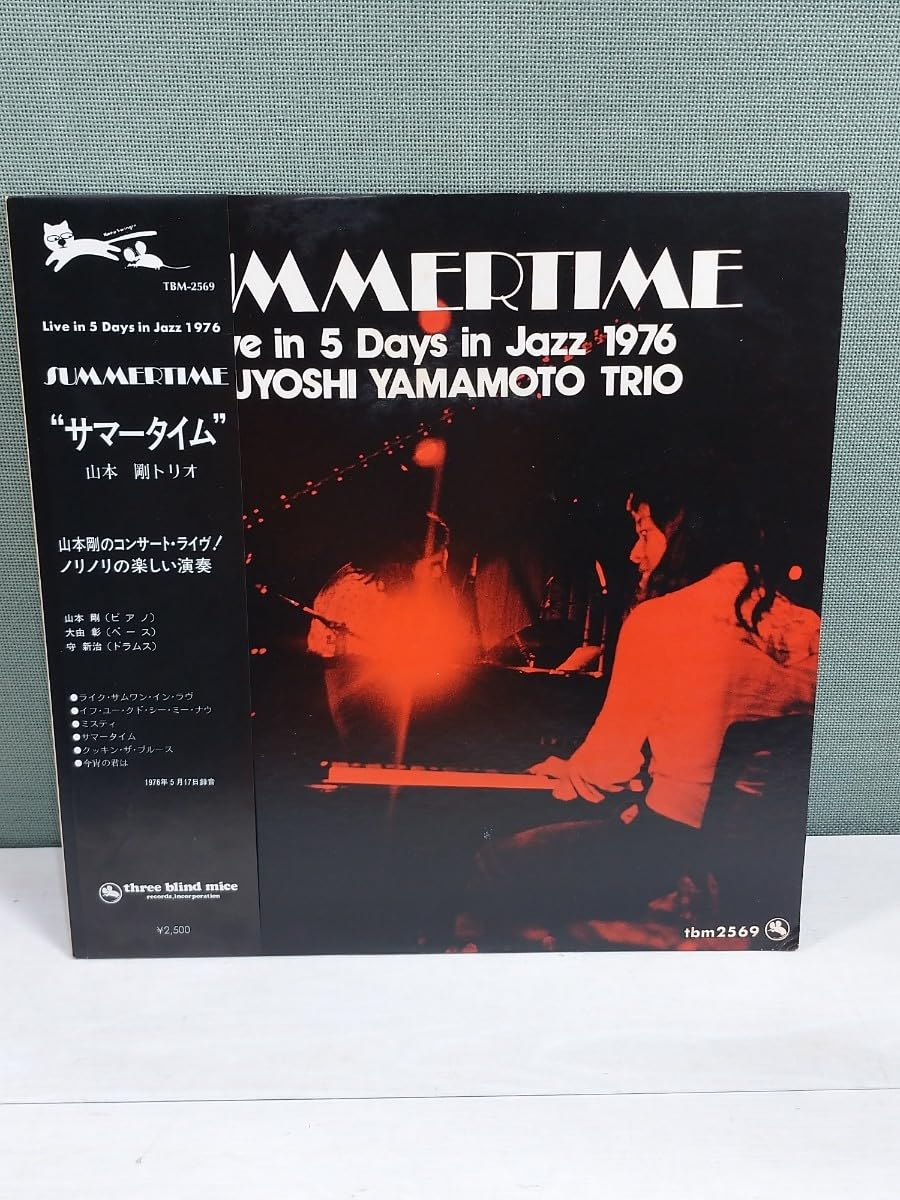 TBM-2569
Live in 5 Days in Jazz 1976
SUMMERTIME
“サマータイム”
山本 剛トリオ
山本剛のコンサート・ライヴ!
ノリノリの楽しい演奏
山本 剛(ピアノ)
大由 彰(ベース)
守 新治(ドラムス)
●ライク・サムワン・イン・ラヴ
●イフ・ユー・クド・シー・ミー・ナウ
●ミスティ
●サマータイム
●クッキン・ザ・ブルース
●今宵の君は
1976年5月17日録音
three blind mice
records, incorporation
¥2,500
UMMERTIME
ve in 5 Days in Jazz 1976
UYOSHI YAMAMOTO TRIO
tbm2569